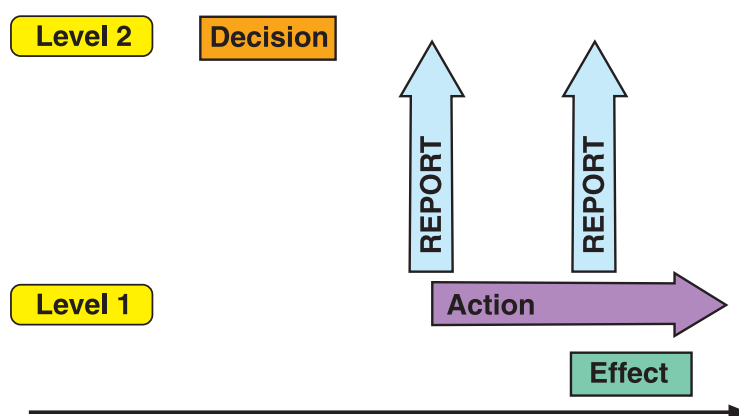 Level 2
Decision
REPORT
REPORT
Level 1
Action
Effect